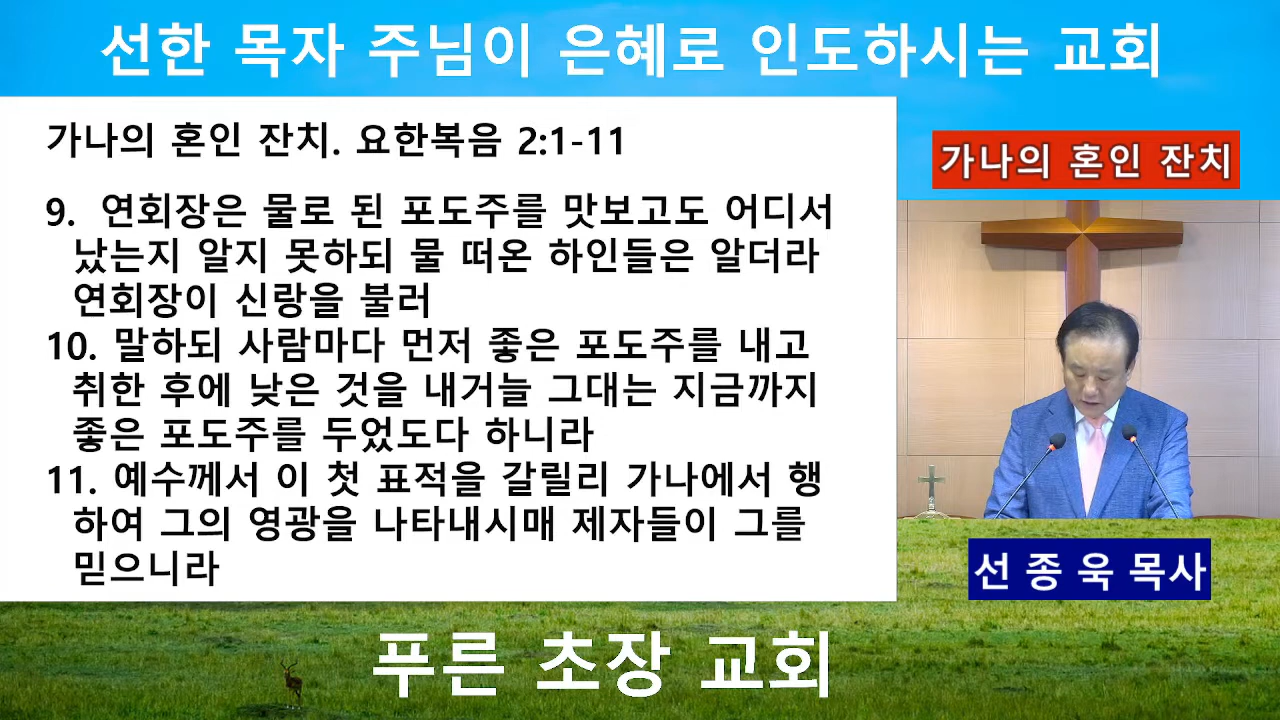 선한 목자 주님이 은혜로 인도하시는 교회
가나의 혼인 잔치. 요한복음 2:1-11
9. 연회장은 물로 된 포도주를 맛보고도 어디서
났는지 알지 못하되 물 떠온 하인들은 알더라
연회장이 신랑을 불러
10. 말하되 사람마다 먼저 좋은 포도주를 내고
취한 후에 낮은 것을 내거늘 그대는 지금까지
좋은 포도주를 두었도다 하니라
11. 예수께서 이 첫 표적을 갈릴리 가나에서 행
하여 그의 영광을 나타내시매 제자들이 그를
믿으니라
가나의 혼인 잔치
선 종 욱 목사
푸른 초장 교회